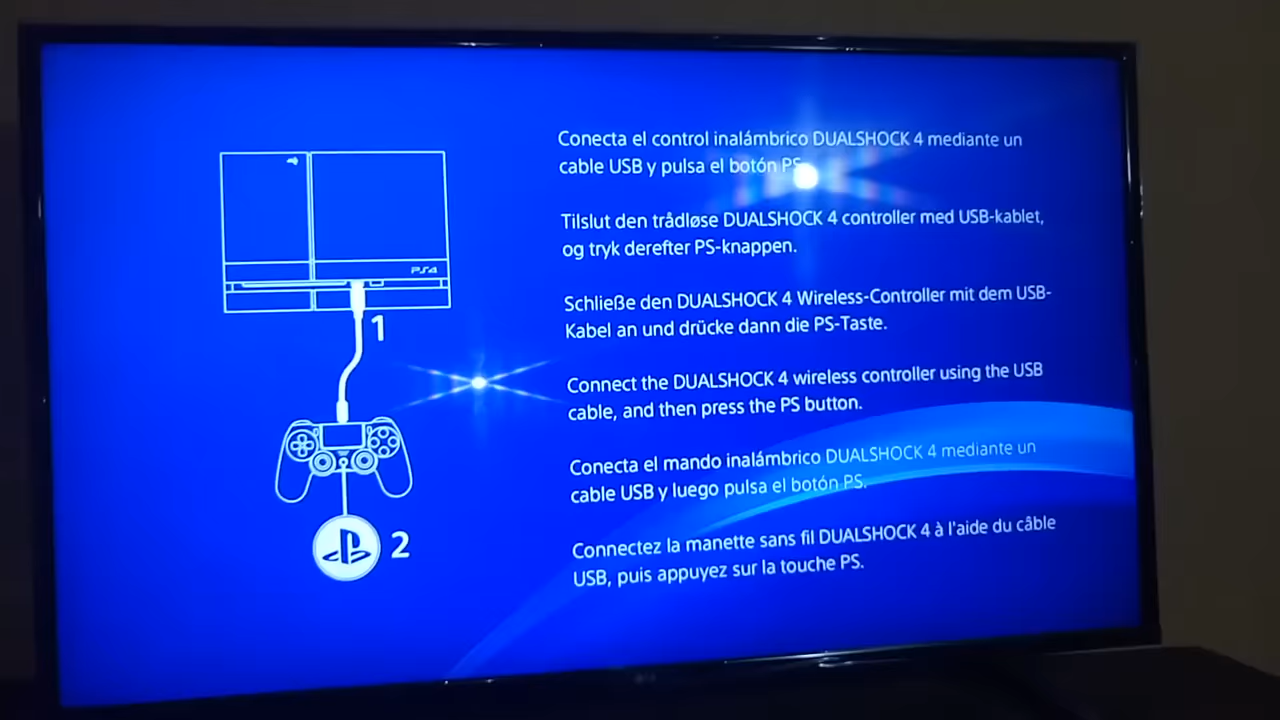 Conecta el control inalámbrico DUALSHOCK 4 mediante un
cable USB y pulsa el botón PS.
Tilslut den trådløse DUALSHOCK 4 controller med USB-kablet,
og tryk derefter PS-knappen.
Schließe den DUALSHOCK 4 Wireless-Controller mit dem USB-
Kabel an und drücke dann die PS-Taste.
Connect the DUALSHOCK 4 wireless controller using the USB
cable, and then press the PS button.
Conecta el mando inalámbrico DUALSHOCK 4 mediante un
cable USB y luego pulsa el botón PS.
Connectez la manette sans fil DUALSHOCK 4 à l'aide du câble
USB, puis appuyez sur la touche PS.
PS4
1
2